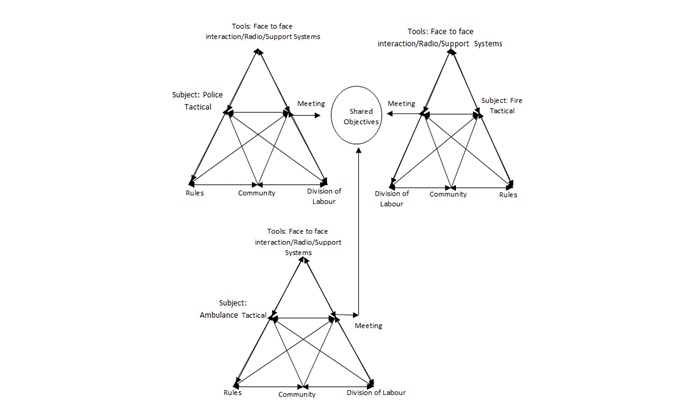 Tools: Face to face
interaction/Radio/Support Systems
Subject: Police
Tactical
Meeting
Rules
Community
Division of
Labour
Shared
Objectives
Tools: Face to face
interaction/Radio/Support Systems
Meeting
Subject: Fire
Tactical
Division of
Labour
Community
Rules
Tools: Face to face
interaction/Radio/Support
Systems
Subject:
Ambulance Tactical
Meeting
Rules
Community
Division of Labour